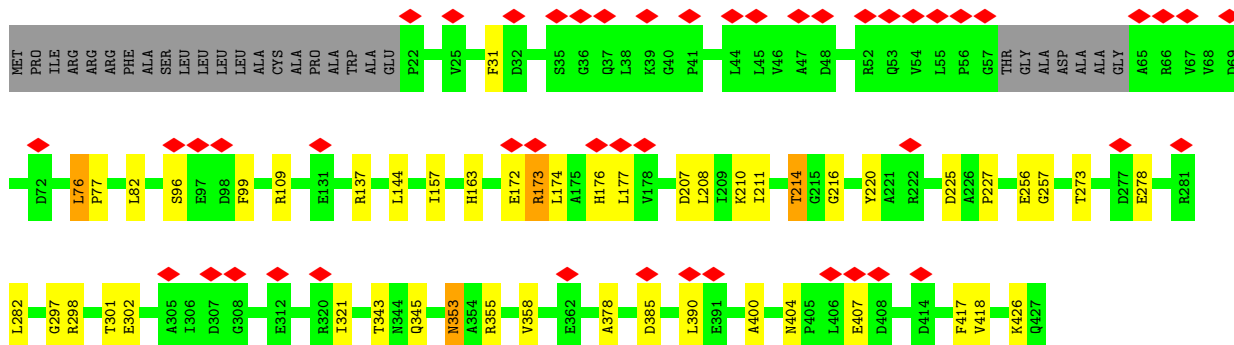 MET PRO ILE ARG ARG ARG PHE ALA SER LEU LEU LEU LEU ALA CYS ALA PRO ALA TRP ALA GLU P22 V25 F31 D32 S35 G36 Q37 L38 K39 G40 P41 L44 L45 V46 A47 D48 R52 Q53 V54 L55 P56 G57 THR GLY ALA ASP ALA ALA GLY A65 R66 V67 V68 D69
D72 L76 P77 L82 S96 E97 D98 F99 R109 E131 R137 L144 I157 H163 E172 R173 L174 A175 H176 L177 V178 D207 L208 I209 K210 I211 T214 G215 G216 Y220 A221 R222 D225 A226 P227 E256 G257 T273 D277 E278 R281
L282 G297 R298 T301 E302 A305 I306 D307 G308 E312 R320 I321 T343 N344 Q345 N353 A354 R355 V358 E362 A378 D385 L390 E391 A400 N404 P405 L406 E407 D408 D414 F417 V418 K426 Q427